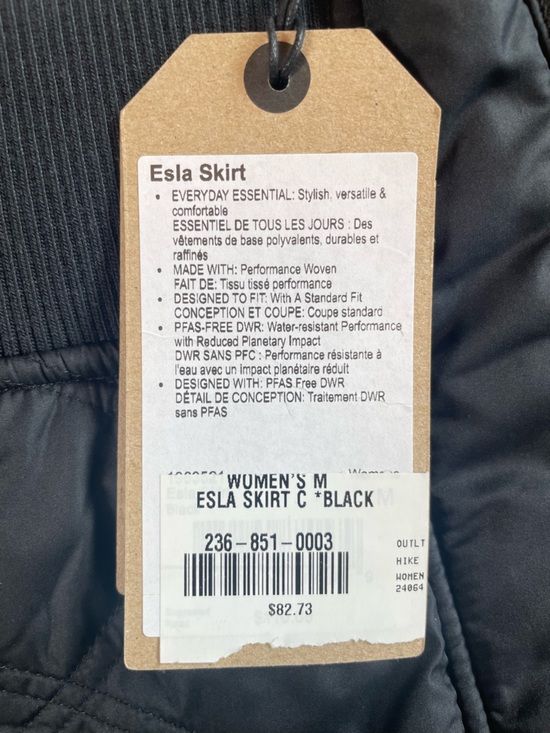 Esla Skirt
• EVERYDAY ESSENTIAL: Stylish, versatile &
comfortable
ESSENTIEL DE TOUS LES JOURS : Des
vêtements de base polyvalents, durables et
raffinés
• MADE WITH: Performance Woven
FAIT DE: Tissu tissé performance
• DESIGNED TO FIT: With A Standard Fit
CONCEPTION ET COUPE: Coupe standard
• PFAS-FREE DWR: Water-resistant Performance
with Reduced Planetary Impact
DWR SANS PFC : Performance résistante à
l'eau avec un impact planétaire réduit
• DESIGNED WITH: PFAS Free DWR
DÉTAIL DE CONCEPTION: Traitement DWR
sans PFAS
WOMEN'S M
ESLA SKIRT C *BLACK
236-851-0003
$82.73
OUTLT
HIKE
WOMEN
24064